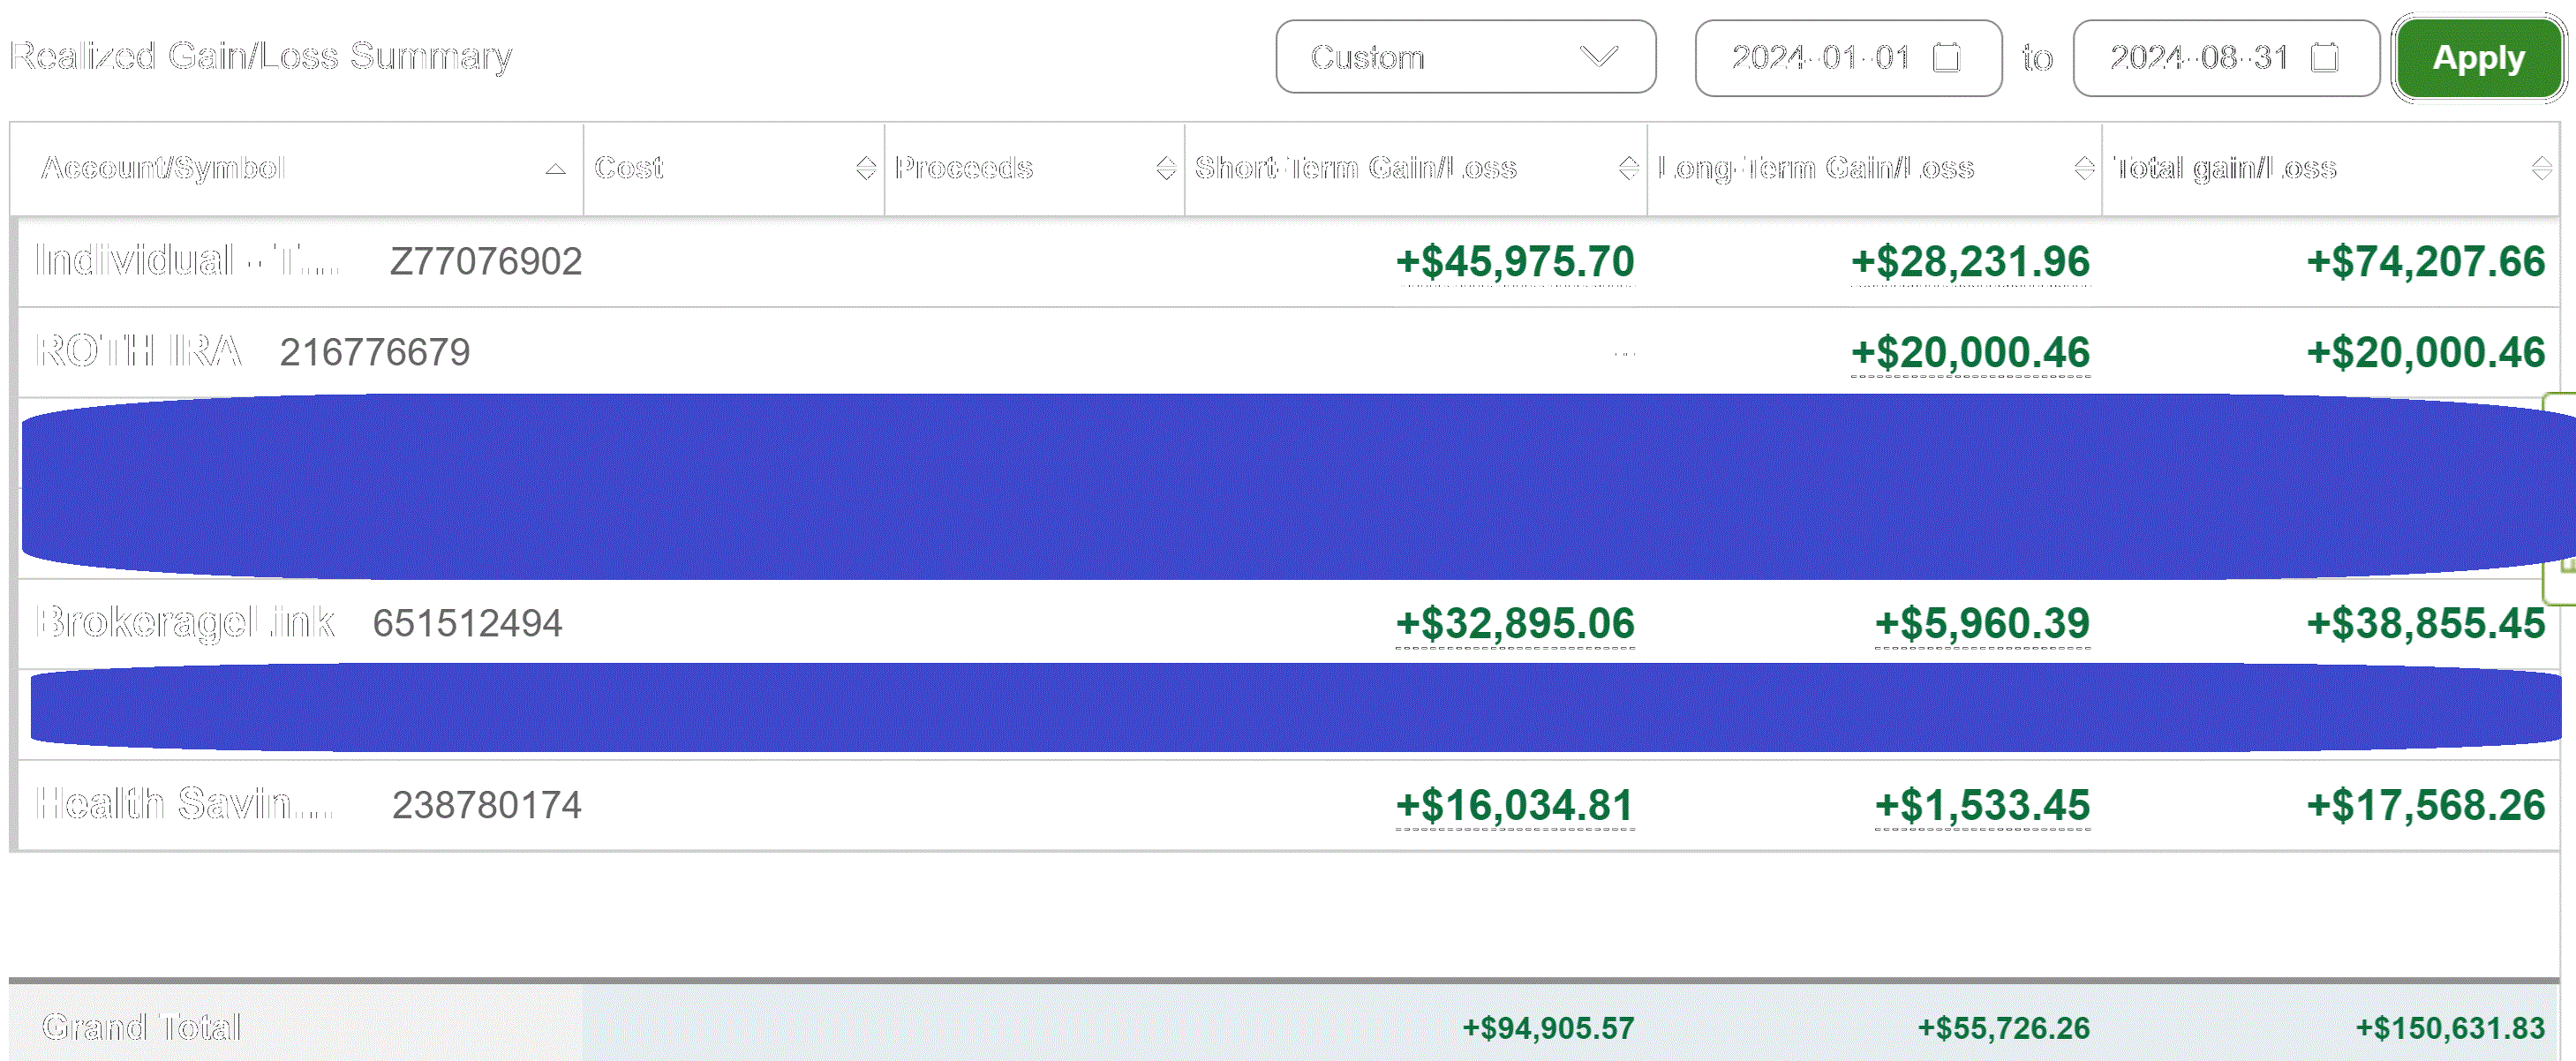 Realized Gain/Loss Summary Custom 2024-01-01 to 2024-08-31 Apply
Account/Symbol Cost Proceeds Short-Term Gain/Loss Long-Term Gain/Loss Total gain/Loss
Individual - T... Z77076902 +$45,975.70 +$28,231.96 +$74,207.66
ROTH IRA 216776679 -- +$20,000.46 +$20,000.46
BrokerageLink 651512494 +$32,895.06 +$5,960.39 +$38,855.45
Health Savin... 238780174 +$16,034.81 +$1,533.45 +$17,568.26
Grand Total +$94,905.57 +$55,726.26 +$150,631.83